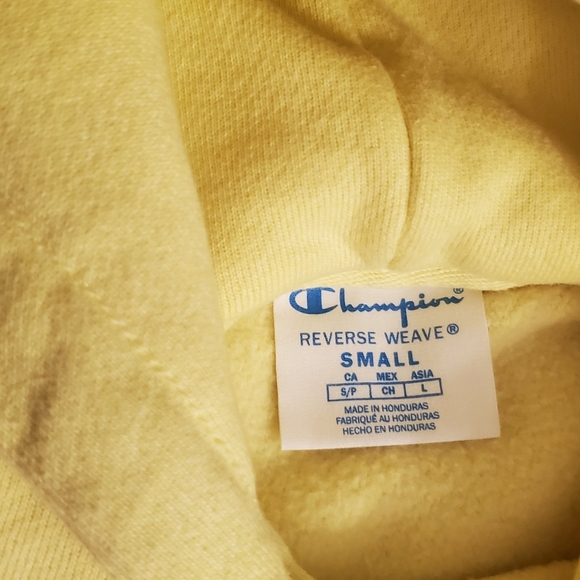 Champion®
REVERSE WEAVE®
SMALL
CA MEX ASIA
S/P CH L
MADE IN HONDURAS
FABRIQUÉ AU HONDURAS
HECHO EN HONDURAS